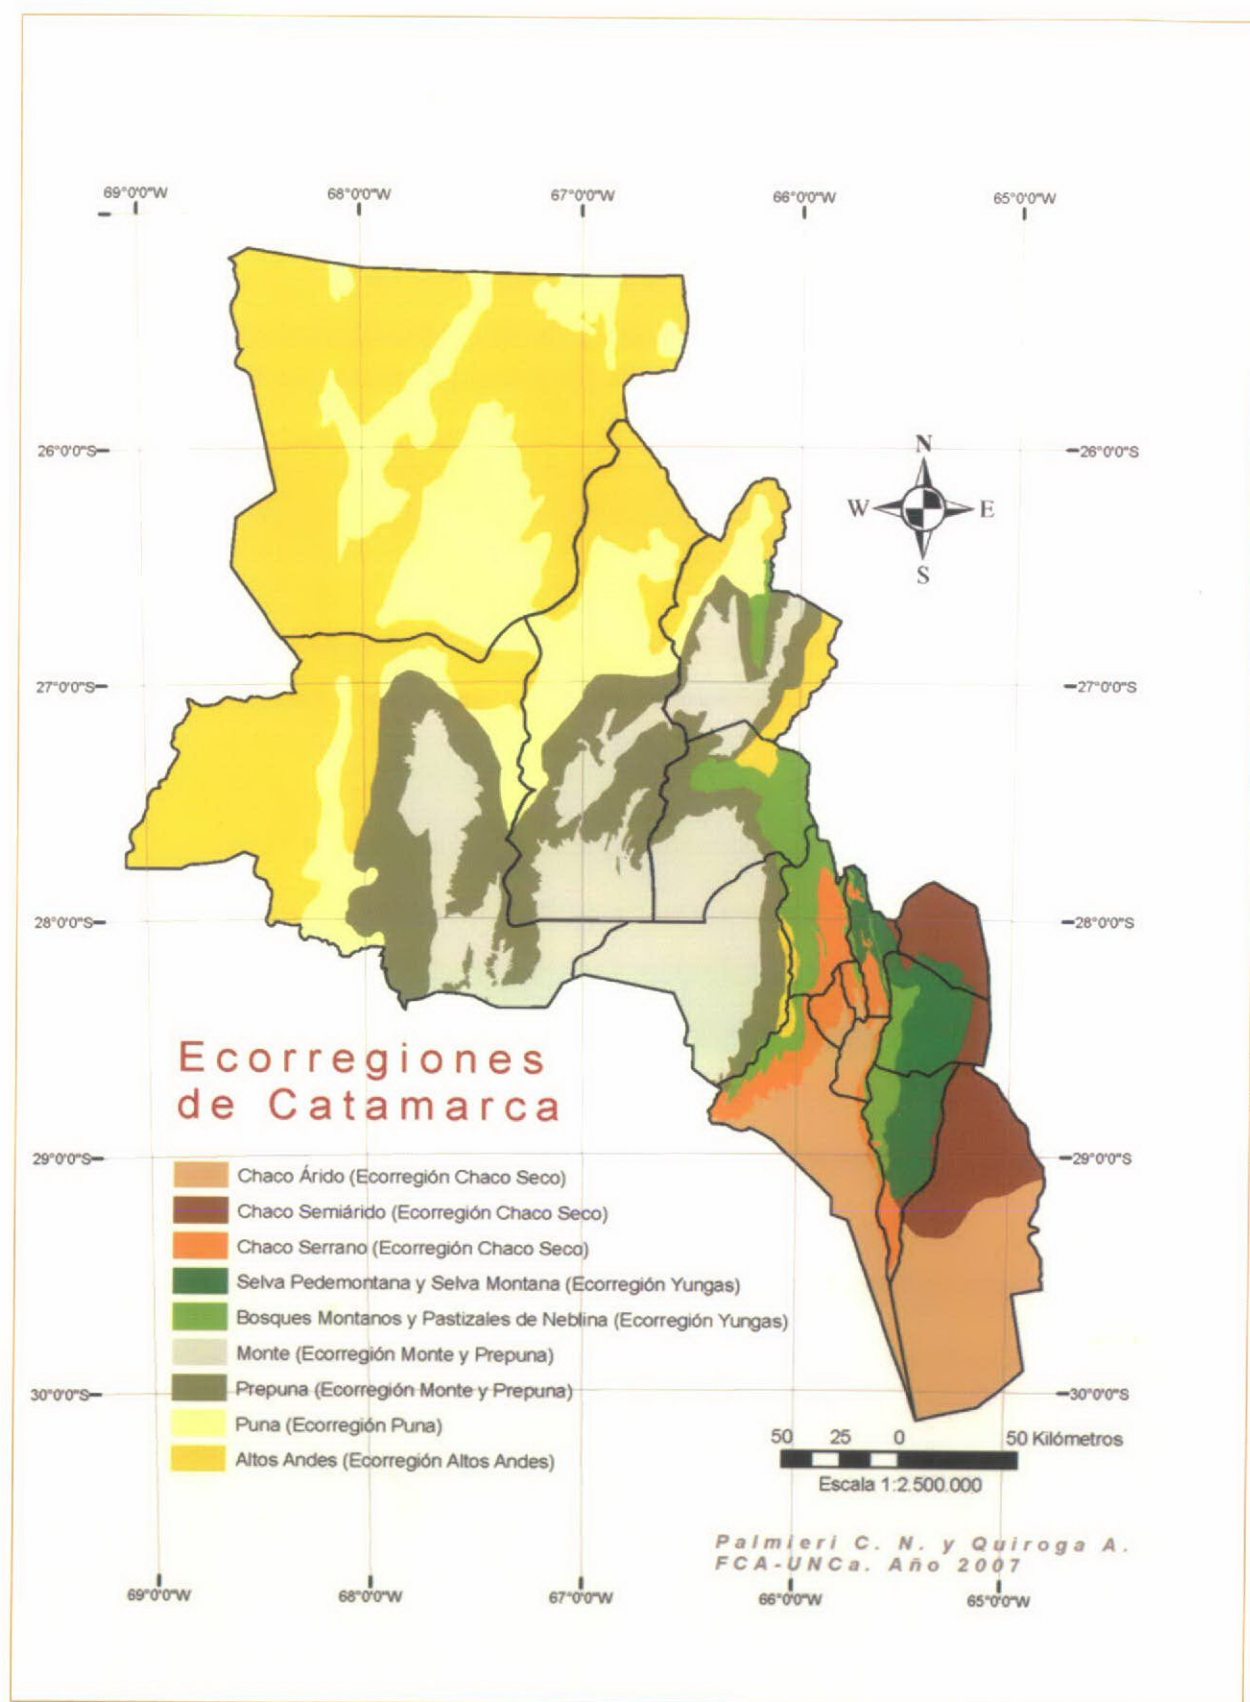 69°0'0"W 68°0'0"W 67°0'0"W 66°0'0"W 65°0'0"W
26°0'0"S 26°0'0"S
N
W E
S
27°0'0"S 27°0'0"S
28°0'0"S 28°0'0"S
Ecorregiones
de Catamarca
29°0'0"S 29°0'0"S
Chaco Árido (Ecorregión Chaco Seco)
Chaco Semiárido (Ecorregión Chaco Seco)
Chaco Serrano (Ecorregión Chaco Seco)
Selva Pedemontana y Selva Montana (Ecorregión Yungas)
Bosques Montanos y Pastizales de Neblina (Ecorregión Yungas)
Monte (Ecorregión Monte y Prepuna)
Prepuna (Ecorregión Monte y Prepuna)
Puna (Ecorregión Puna)
Altos Andes (Ecorregión Altos Andes)
30°0'0"S 30°0'0"S
50 25 0 50 Kilómetros
Escala 1:2.500.000
Palmieri C. N. y Quiroga A.
FCA-UNCa. Año 2007
69°0'0"W 68°0'0"W 67°0'0"W 66°0'0"W 65°0'0"W